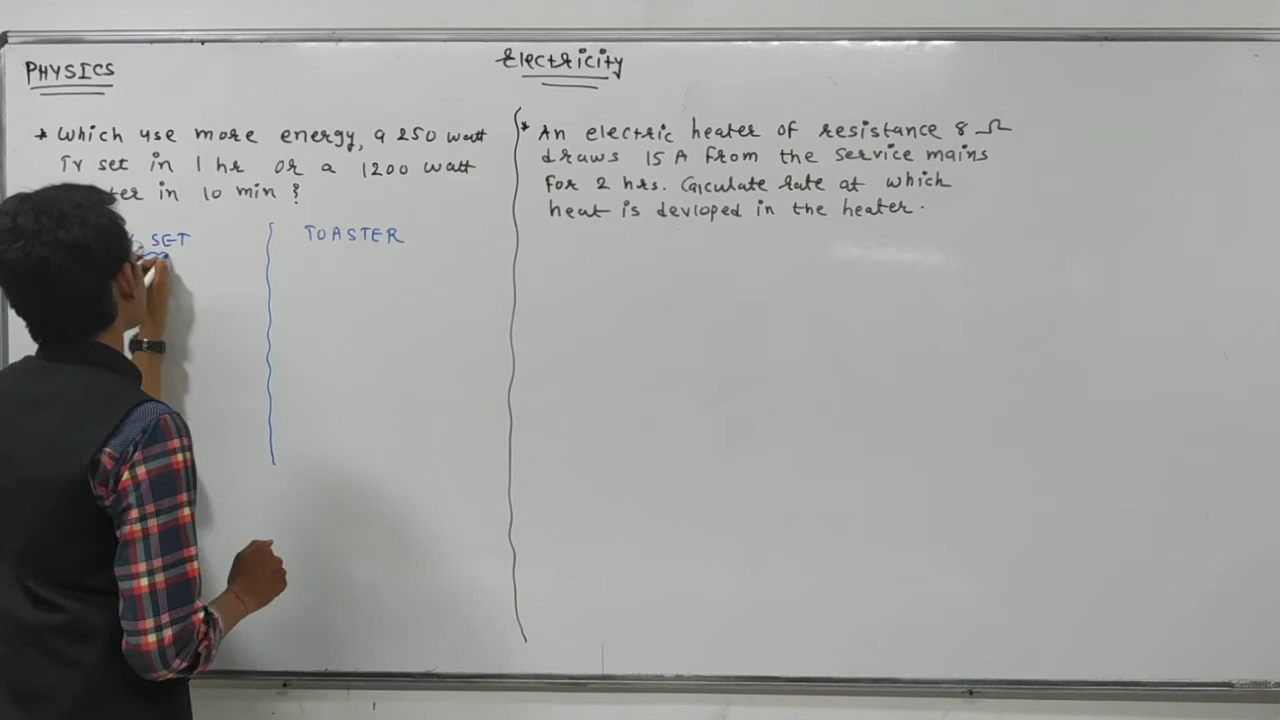 PHYSICS
Electricity
* Which use more energy, a 250 watt
TV set in 1 hr or a 1200 watt
in 10 min ?
SET
TOASTER
* An electric heater of resistance 8 Ω
draws 15 A from the service mains
for 2 hrs. Calculate rate at which
heat is devloped in the heater.